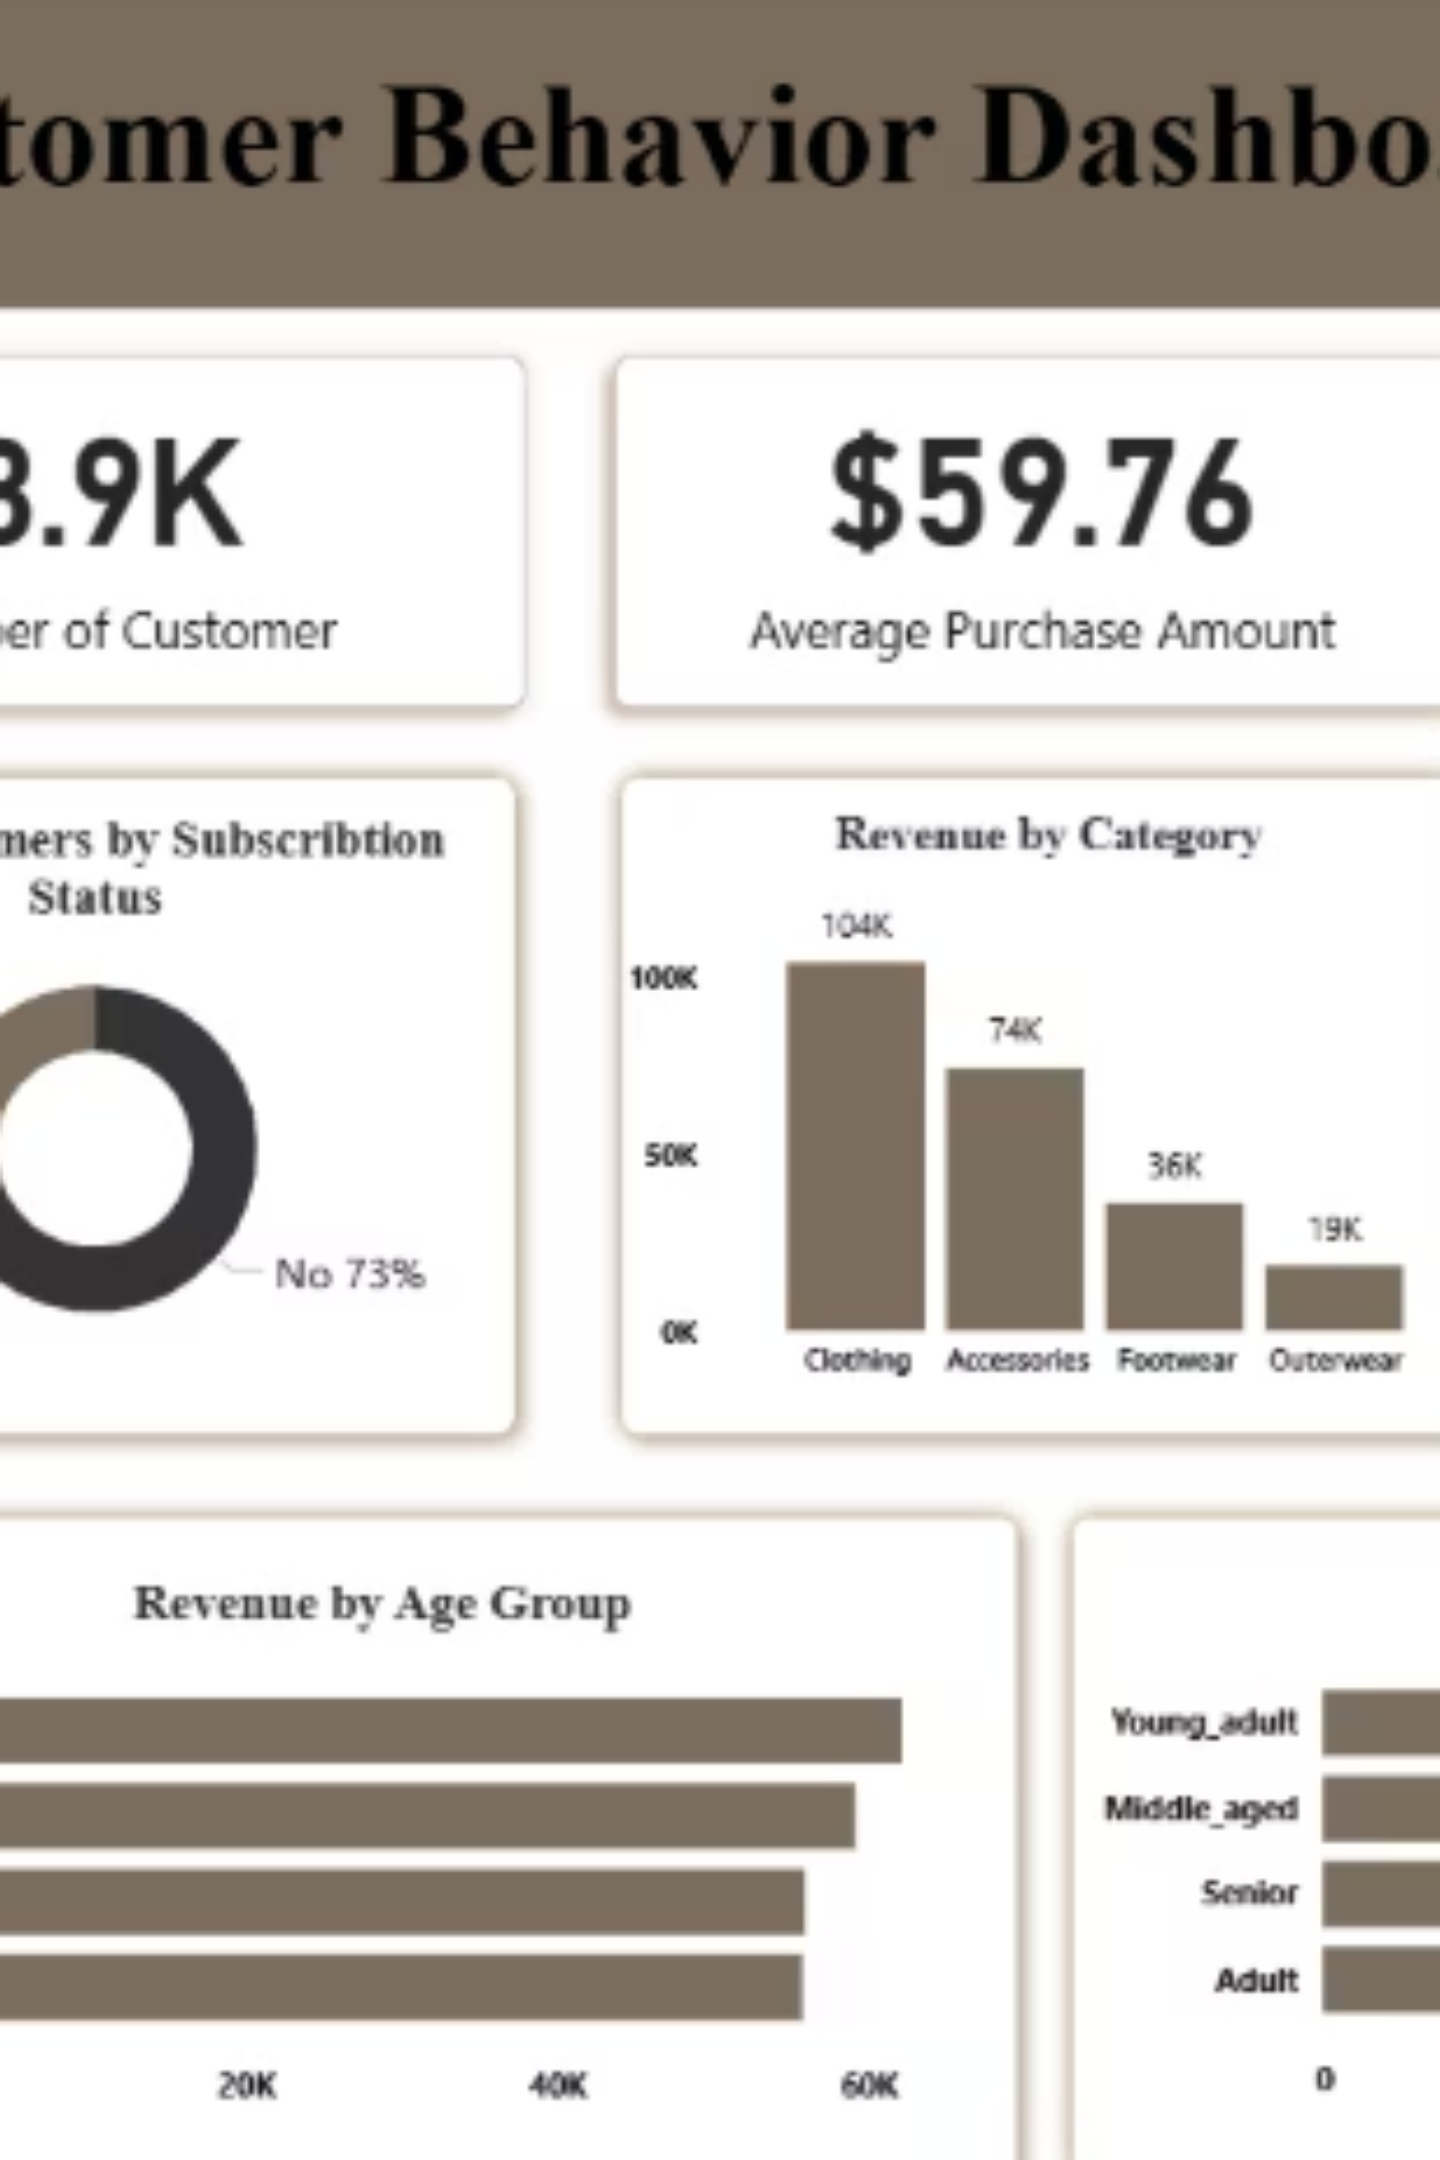 tomer Behavior Dashbo
3.9K
er of Customer
$59.76
Average Purchase Amount
mers by Subscribtion
Status
No 73%
Revenue by Category
104K
100K
74K
50K
36K
19K
0K
Clothing Accessories Footwear Outerwear
Revenue by Age Group
20K 40K 60K
Young_adult
Middle_aged
Senior
Adult
0